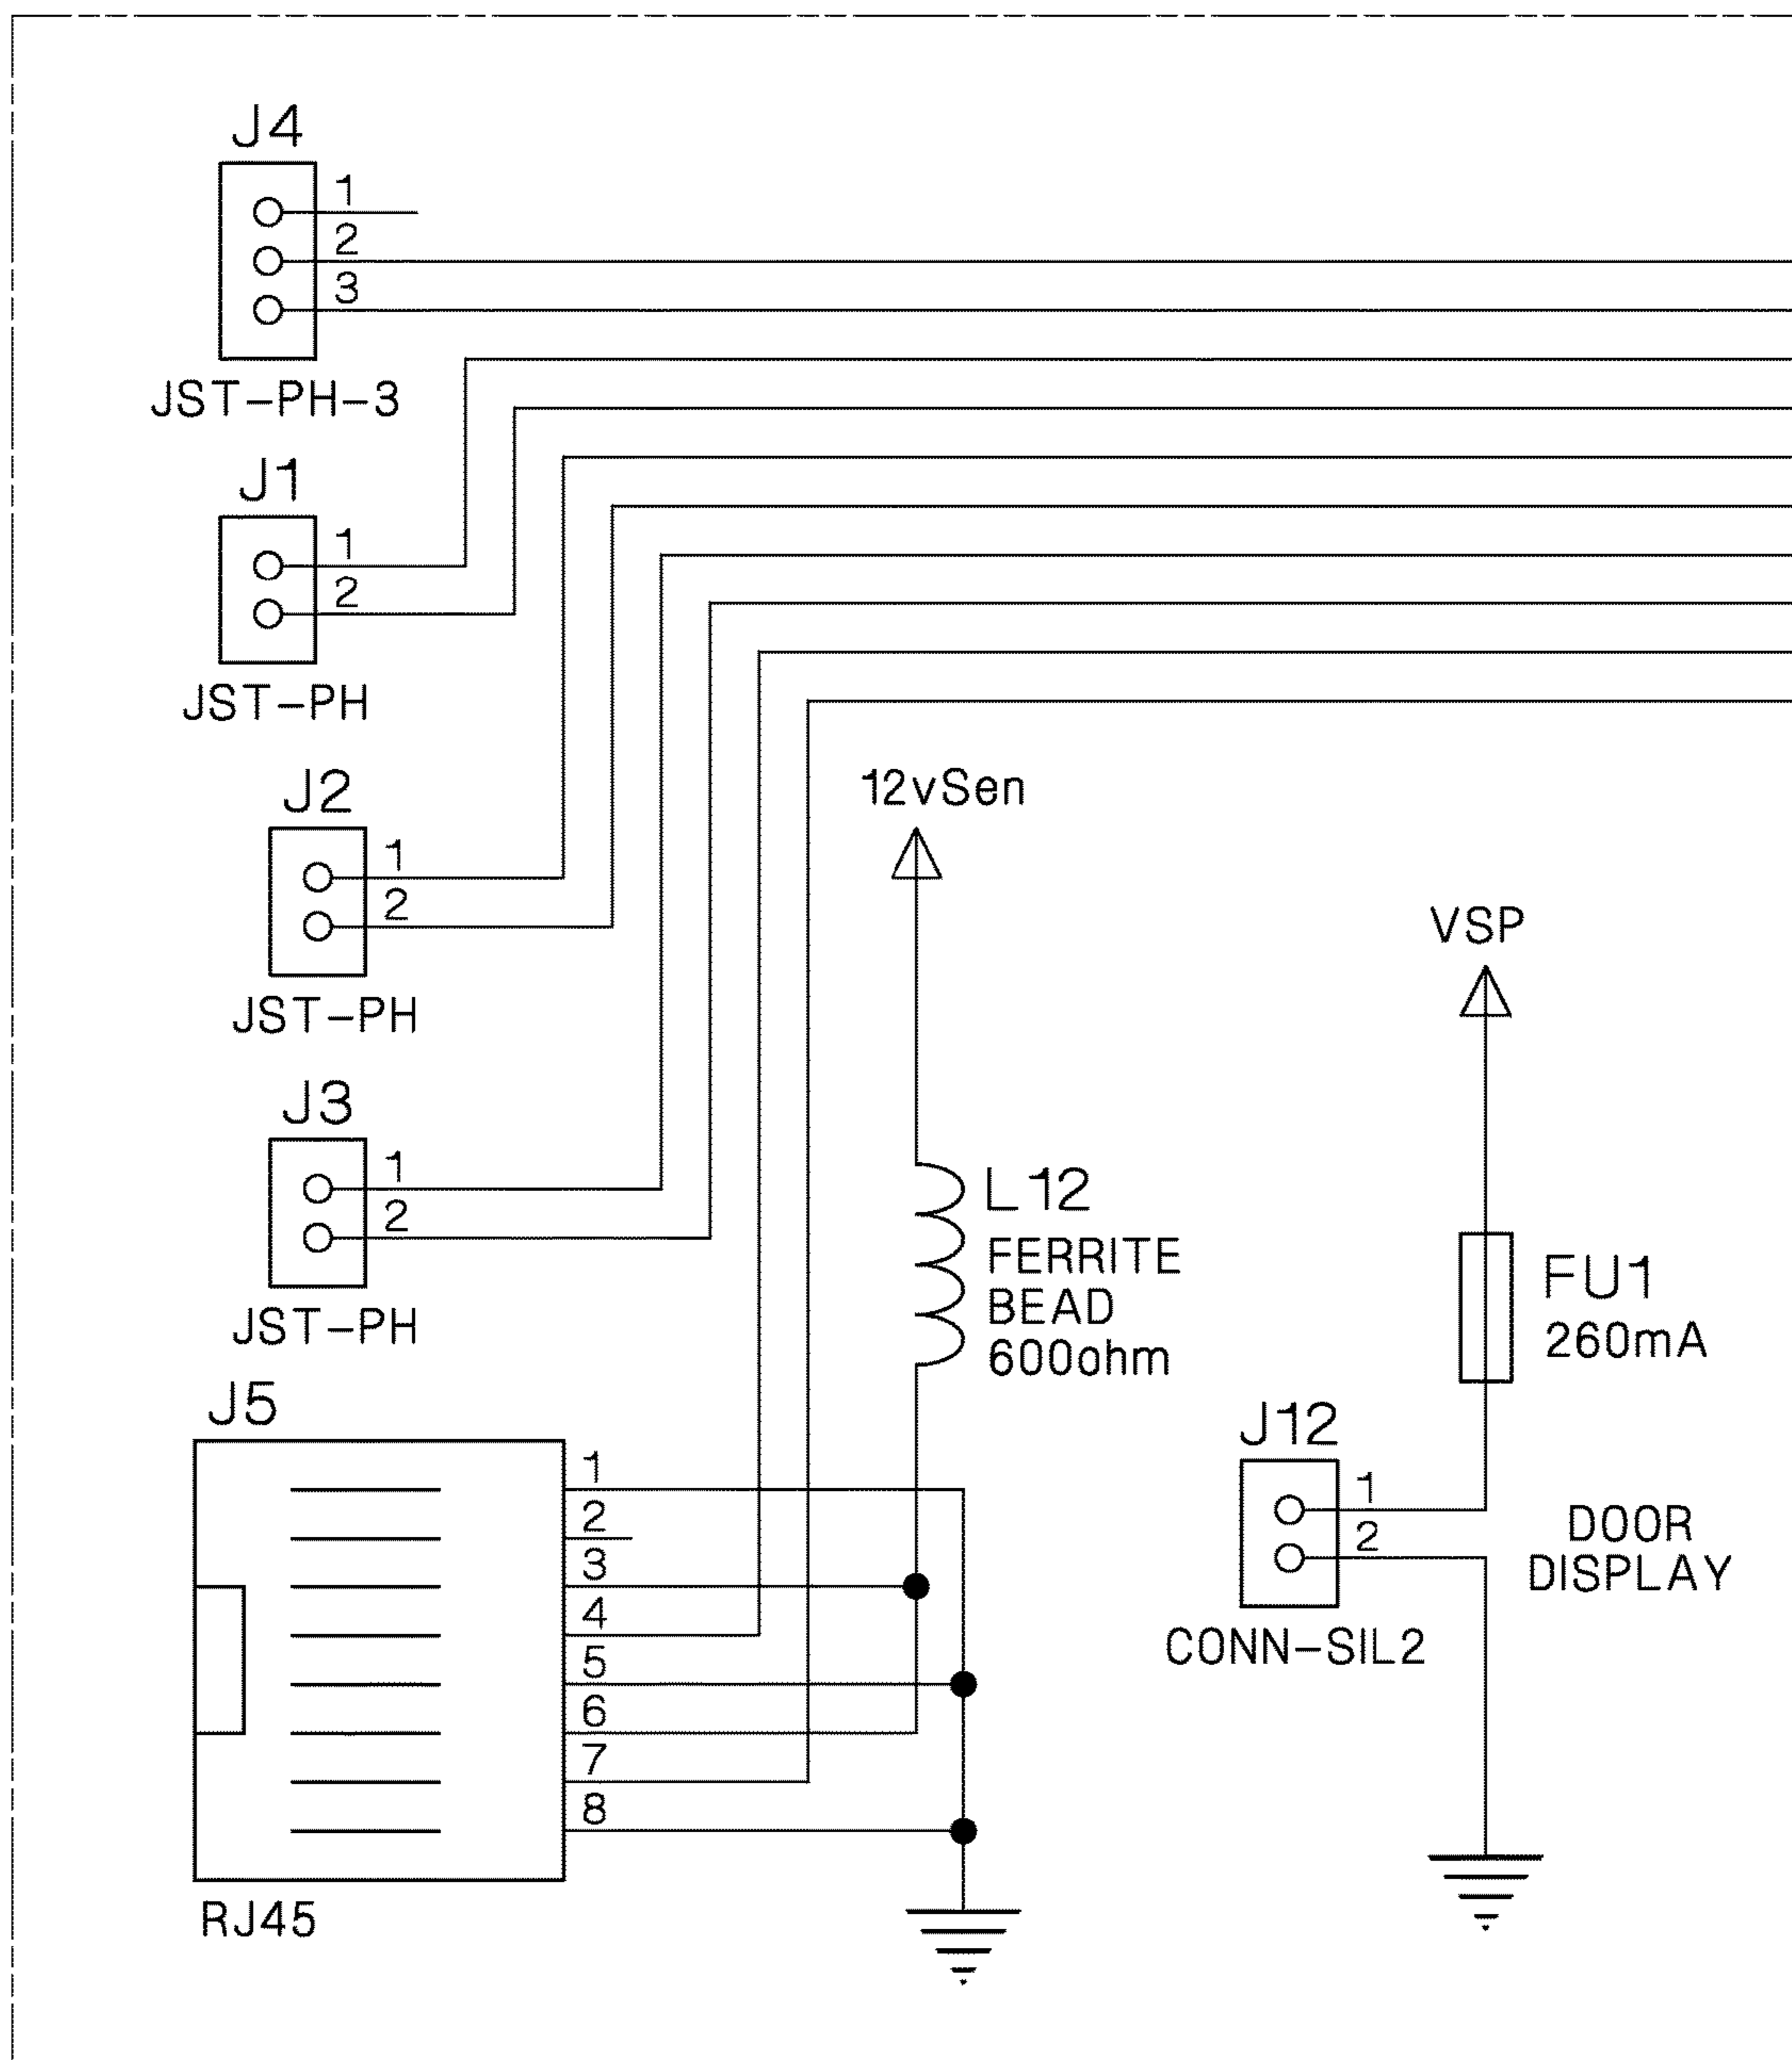 J4
1
2
3
JST-PH-3
J1
1
2
JST-PH
J2
1
2
JST-PH
J3
1
2
JST-PH
J5
1
2
3
4
5
6
7
8
RJ45
12vSen
L12
FERRITE
BEAD
600ohm
VSP
FU1
260mA
J12
1
2
CONN-SIL2
DOOR
DISPLAY